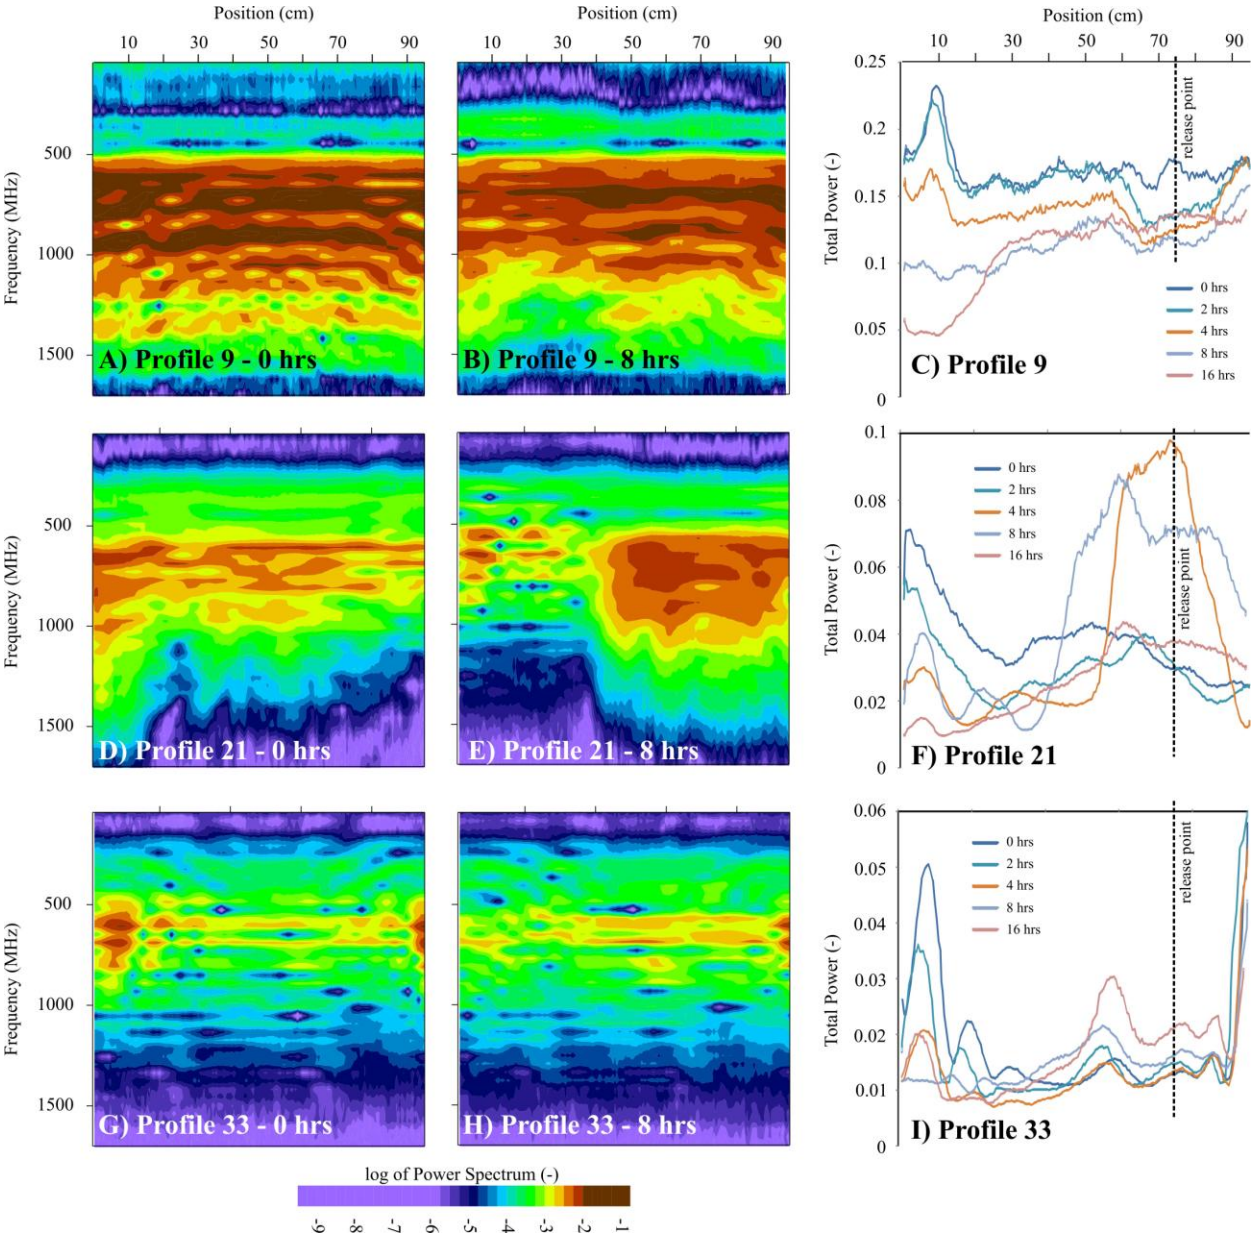 Position (cm)
10 30 50 70 90
Position (cm)
10 30 50 70 90
Position (cm)
10 30 50 70 90
Frequency (MHz)
500
1000
1500
A) Profile 9 - 0 hrs
B) Profile 9 - 8 hrs
Total Power (-)
0.25
0.2
0.15
0.1
0.05
0
release point
0 hrs
2 hrs
4 hrs
8 hrs
16 hrs
C) Profile 9
Frequency (MHz)
500
1000
1500
D) Profile 21 - 0 hrs
E) Profile 21 - 8 hrs
Total Power (-)
0.1
0.08
0.06
0.04
0.02
0
0 hrs
2 hrs
4 hrs
8 hrs
16 hrs
release point
F) Profile 21
Frequency (MHz)
500
1000
1500
G) Profile 33 - 0 hrs
H) Profile 33 - 8 hrs
Total Power (-)
0.06
0.05
0.04
0.03
0.02
0.01
0
0 hrs
2 hrs
4 hrs
8 hrs
16 hrs
release point
I) Profile 33
log of Power Spectrum (-)
-9 -8 -7 -6 -5 -4 -3 -2 -1